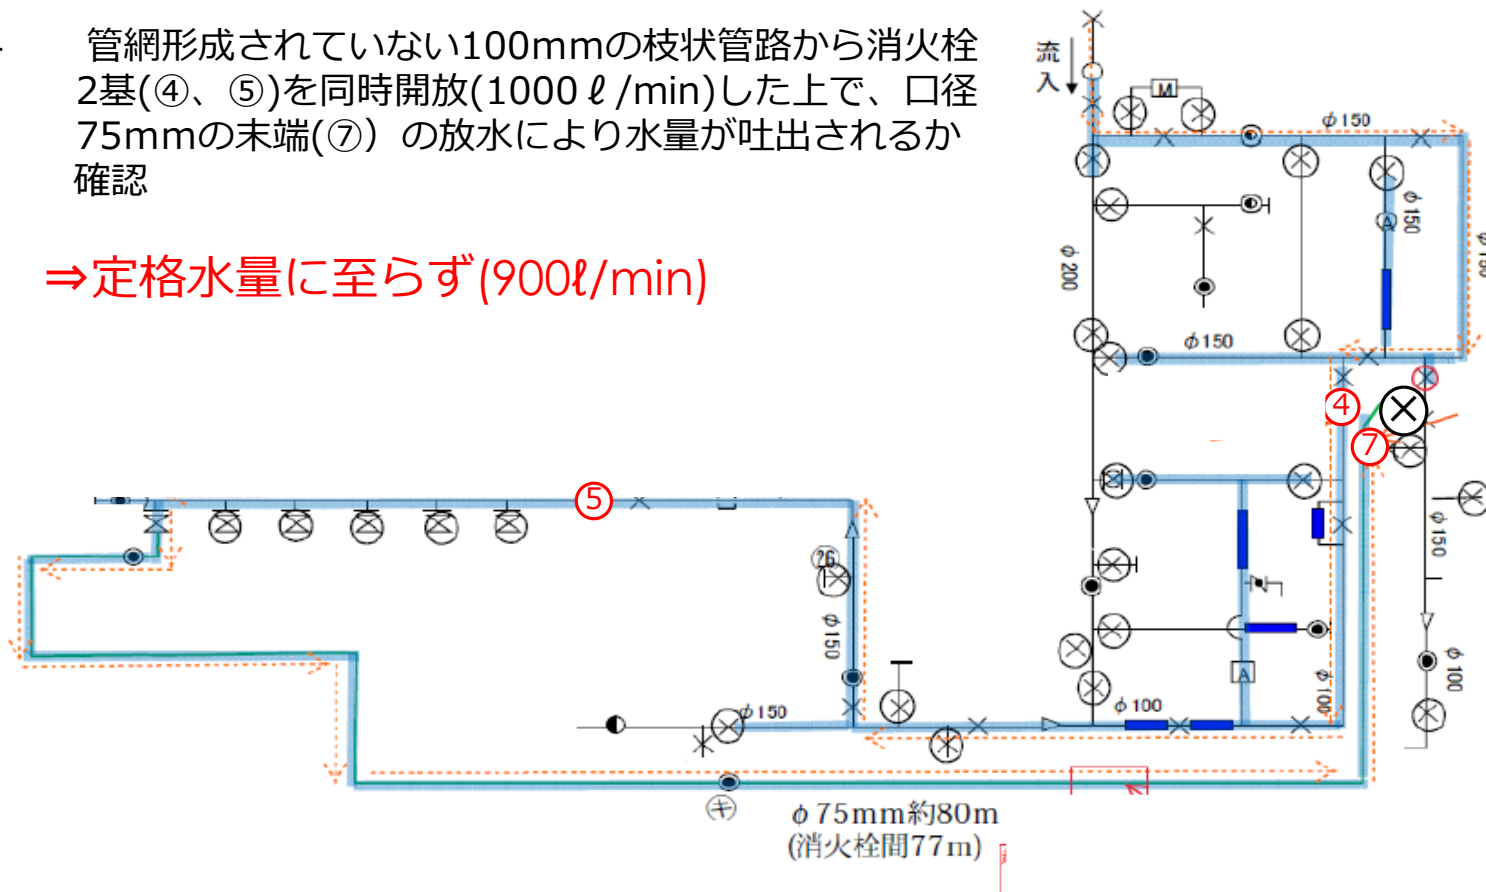 管網形成されていない100mmの枝状管路から消火栓
2基(④、⑤)を同時開放(1000ℓ/min)した上で、口径
75mmの末端(⑦）の放水により水量が吐出されるか
確認
⇒定格水量に至らず(900ℓ/min)
流入
M
φ150
φ150
A
φ200
φ150
④
⑦
⑤
φ150
㉖
φ150
φ150
A
φ100
φ100
φ100
㋖
φ75mm約80m
(消火栓間77m)